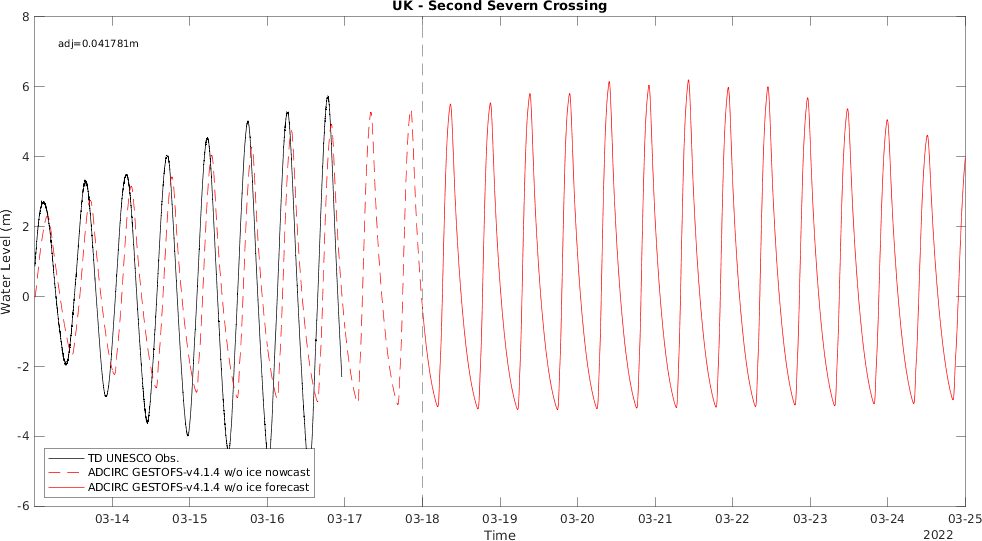 UK - Second Severn Crossing
adj=0.041781m
8
6
4
2
0
-2
-4
-6
Water Level (m)
TD UNESCO Obs.
ADCIRC GESTOFS-v4.1.4 w/o ice nowcast
ADCIRC GESTOFS-v4.1.4 w/o ice forecast
03-14 03-15 03-16 03-17 03-18 03-19 03-20 03-21 03-22 03-23 03-24 03-25
Time
2022